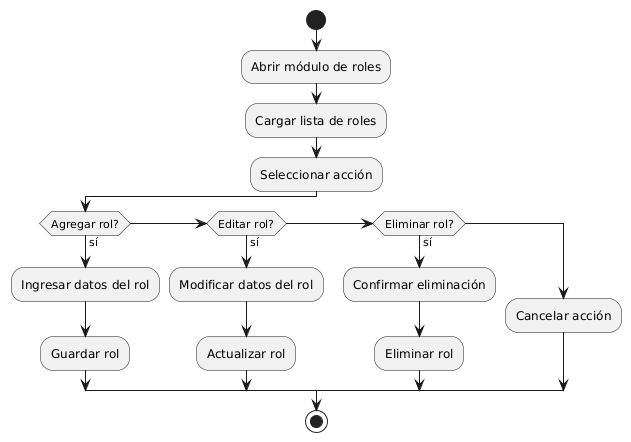 Abrir módulo de roles
Cargar lista de roles
Seleccionar acción
Agregar rol?
Editar rol?
Eliminar rol?
sí
sí
sí
Ingresar datos del rol
Modificar datos del rol
Confirmar eliminación
Cancelar acción
Guardar rol
Actualizar rol
Eliminar rol